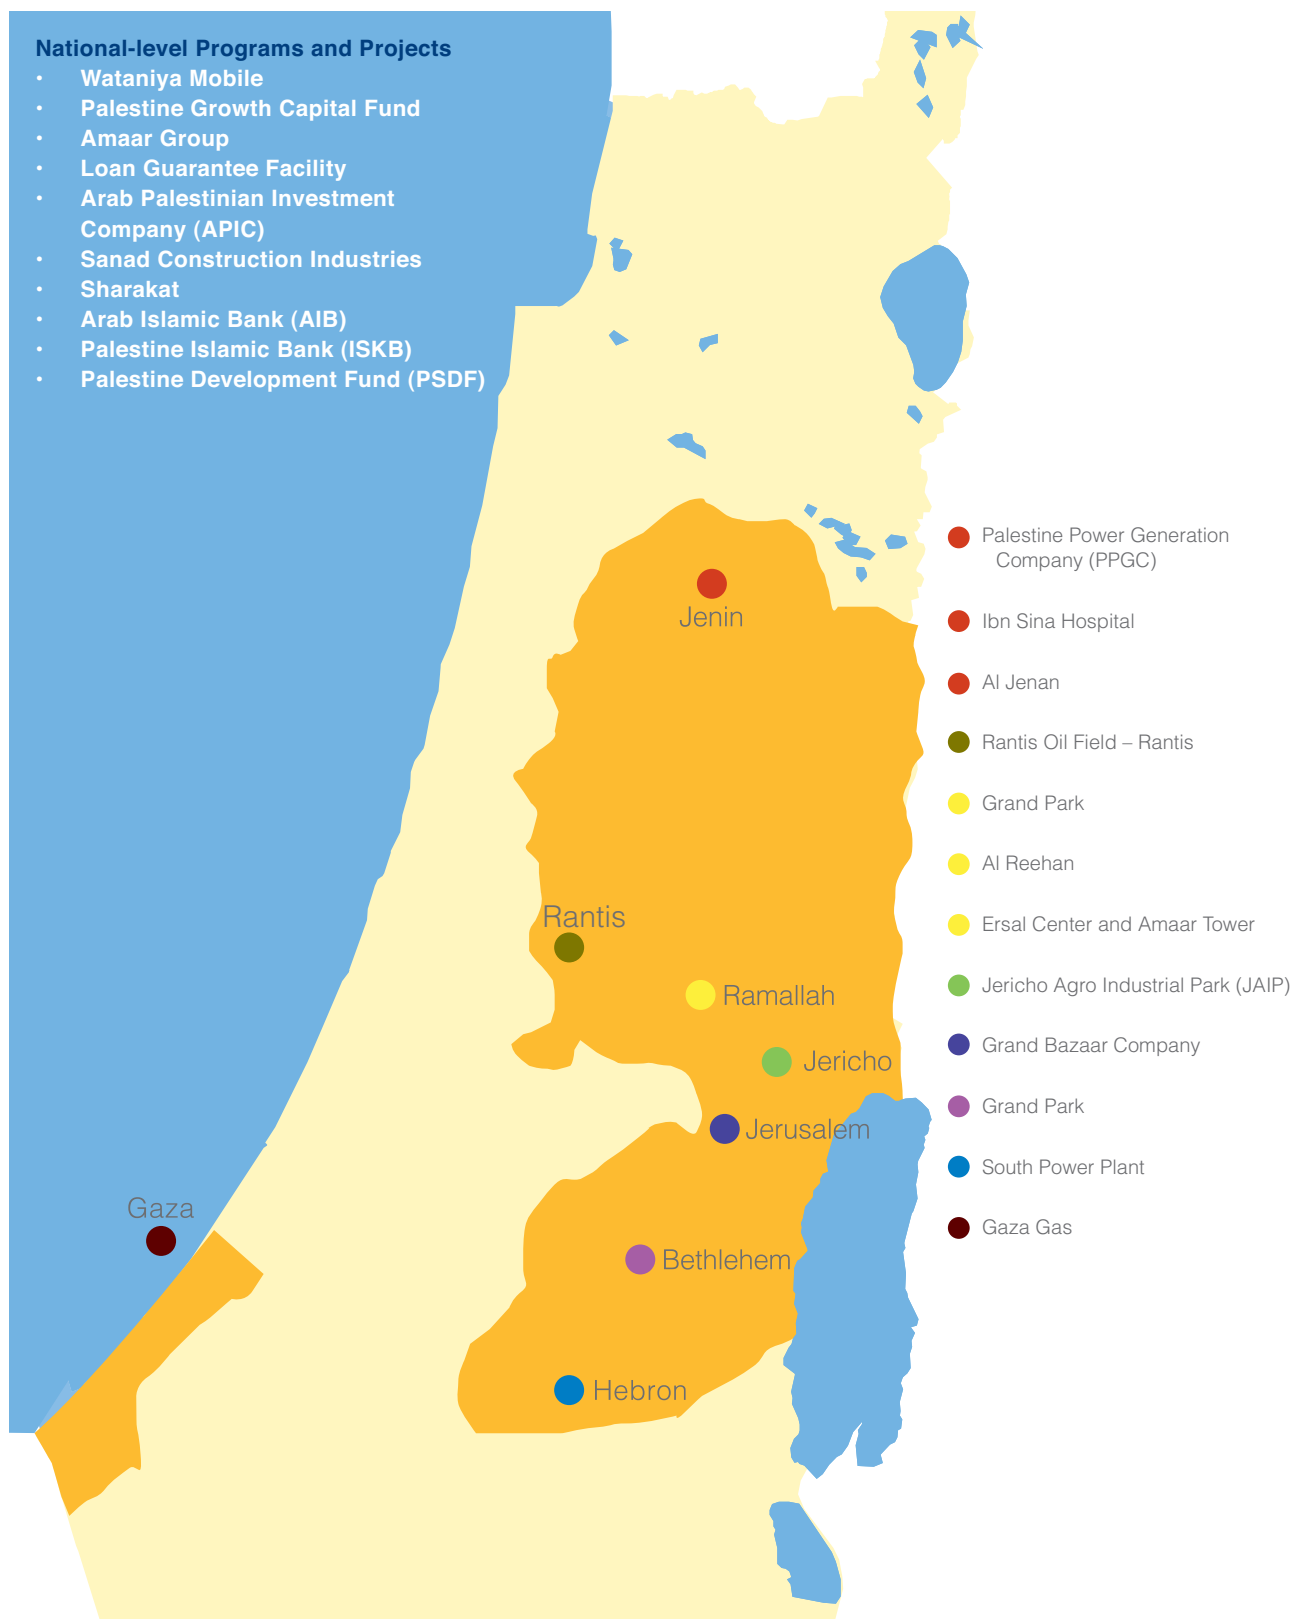 National-level Programs and Projects
• Wataniya Mobile
• Palestine Growth Capital Fund
• Amaar Group
• Loan Guarantee Facility
• Arab Palestinian Investment
Company (APIC)
• Sanad Construction Industries
• Sharakat
• Arab Islamic Bank (AIB)
• Palestine Islamic Bank (ISKB)
• Palestine Development Fund (PSDF)
Jenin
Rantis
Ramallah
Jericho
Jerusalem
Gaza
Bethlehem
Hebron
Palestine Power Generation
Company (PPGC)
Ibn Sina Hospital
Al Jenan
Rantis Oil Field – Rantis
Grand Park
Al Reehan
Ersal Center and Amaar Tower
Jericho Agro Industrial Park (JAIP)
Grand Bazaar Company
Grand Park
South Power Plant
Gaza Gas